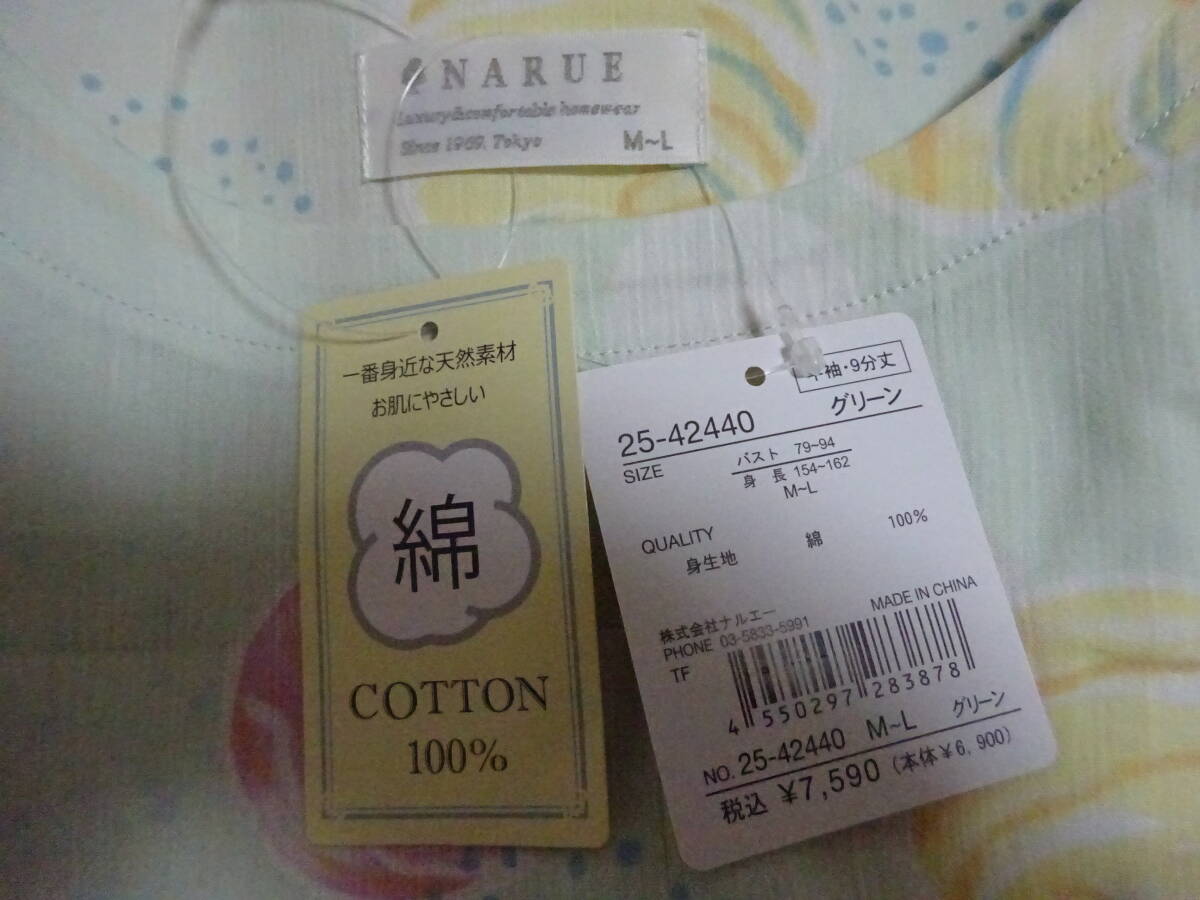 NARUE
Luxury&comfortable homewear
Since 1969. Tokyo M~L
一番身近な天然素材
お肌にやさしい
綿
COTTON
100%
袖・9分丈
25-42440 グリーン
SIZE バスト 79~94
身 長 154~162
M~L
QUALITY
身生地 綿 100%
株式会社ナルエー
PHONE 03-5833-5991
MADE IN CHINA
TF
4 550297 283878
NO. 25-42440 M~L グリーン
税込 ¥7,590 (本体¥6,900)